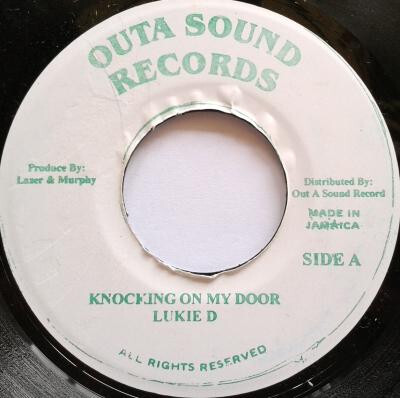 OUTA SOUND
RECORDS
Produce By:
Lazer & Murphy
Distributed By:
Out A Sound Record
MADE IN
JAMAICA
SIDE A
KNOCKING ON MY DOOR
LUKIE D
ALL RIGHTS RESERVED